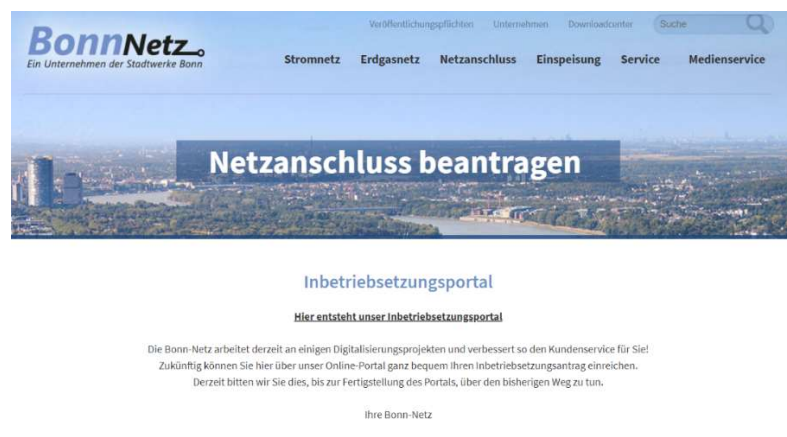 Veröffentlichungspflichten Unternehmen Downloadcenter Suche
BonnNetz
Ein Unternehmen der Stadtwerke Bonn
Stromnetz Erdgasnetz Netzanschluss Einspeisung Service Medienservice
Netzanschluss beantragen
Inbetriebsetzungsportal
Hier entsteht unser Inbetriebsetzungsportal
Die Bonn-Netz arbeitet derzeit an einigen Digitalisierungsprojekten und verbessert so den Kundenservice für Sie!
Zukünftig können Sie hier über unser Online-Portal ganz bequem Ihren Inbetriebsetzungsantrag einreichen.
Derzeit bitten wir Sie dies, bis zur Fertigstellung des Portals, über den bisherigen Weg zu tun.
Ihre Bonn-Netz